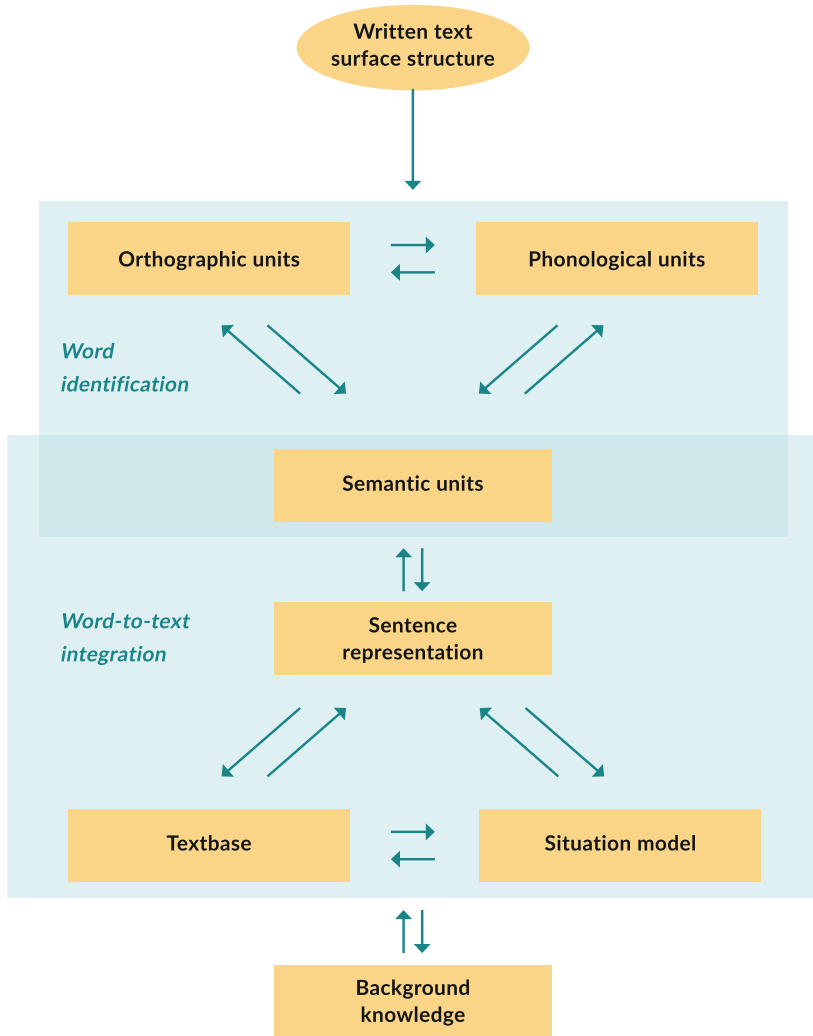 Written text
surface structure
Orthographic units
Phonological units
Word
identification
Semantic units
Word-to-text
integration
Sentence
representation
Textbase
Situation model
Background
knowledge